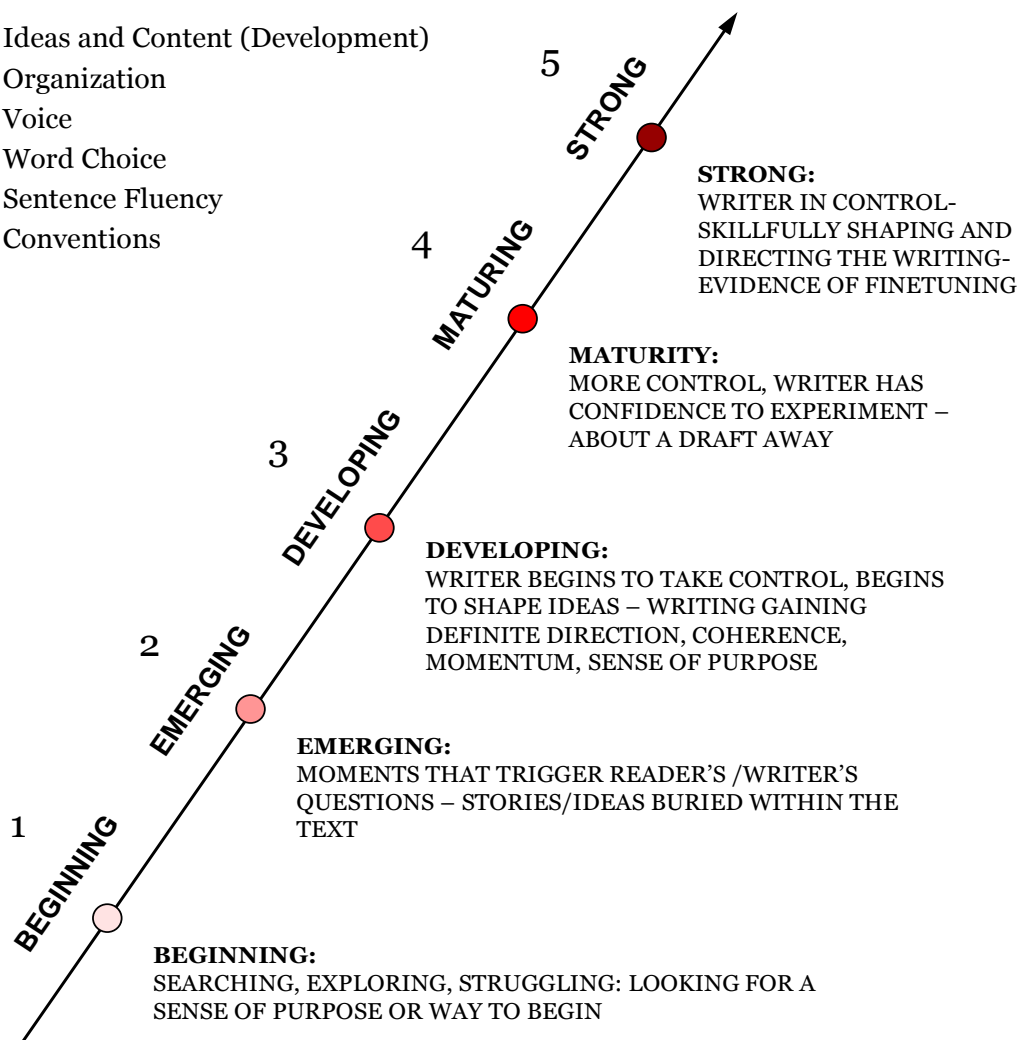 Ideas and Content (Development)
Organization
Voice
Word Choice
Sentence Fluency
Conventions
5
STRONG
STRONG:
WRITER IN CONTROL-
SKILLFULLY SHAPING AND
DIRECTING THE WRITING-
EVIDENCE OF FINETUNING
4
MATURING
MATURITY:
MORE CONTROL, WRITER HAS
CONFIDENCE TO EXPERIMENT –
ABOUT A DRAFT AWAY
3
DEVELOPING
DEVELOPING:
WRITER BEGINS TO TAKE CONTROL, BEGINS
TO SHAPE IDEAS – WRITING GAINING
DEFINITE DIRECTION, COHERENCE,
MOMENTUM, SENSE OF PURPOSE
2
EMERGING
EMERGING:
MOMENTS THAT TRIGGER READER’S /WRITER’S
QUESTIONS – STORIES/IDEAS BURIED WITHIN THE
TEXT
1
BEGINNING
BEGINNING:
SEARCHING, EXPLORING, STRUGGLING: LOOKING FOR A
SENSE OF PURPOSE OR WAY TO BEGIN